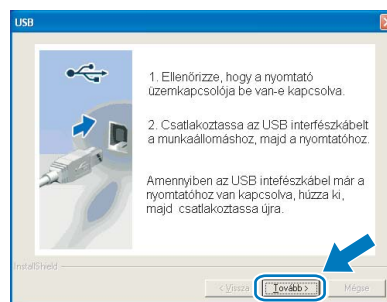 USB
1. Ellenőrizze, hogy a nyomtató
üzemkapcsolója be van-e kapcsolva.
2. Csatlakoztassa az USB interfészkábelt
a munkaállomáshoz, majd a nyomtatóhoz.
Amennyiben az USB intefészkábel már a
nyomtatóhoz van kapcsolva, húzza ki,
majd csatlakoztassa újra.
InstallShield
< Vissza Tovább > Mégse